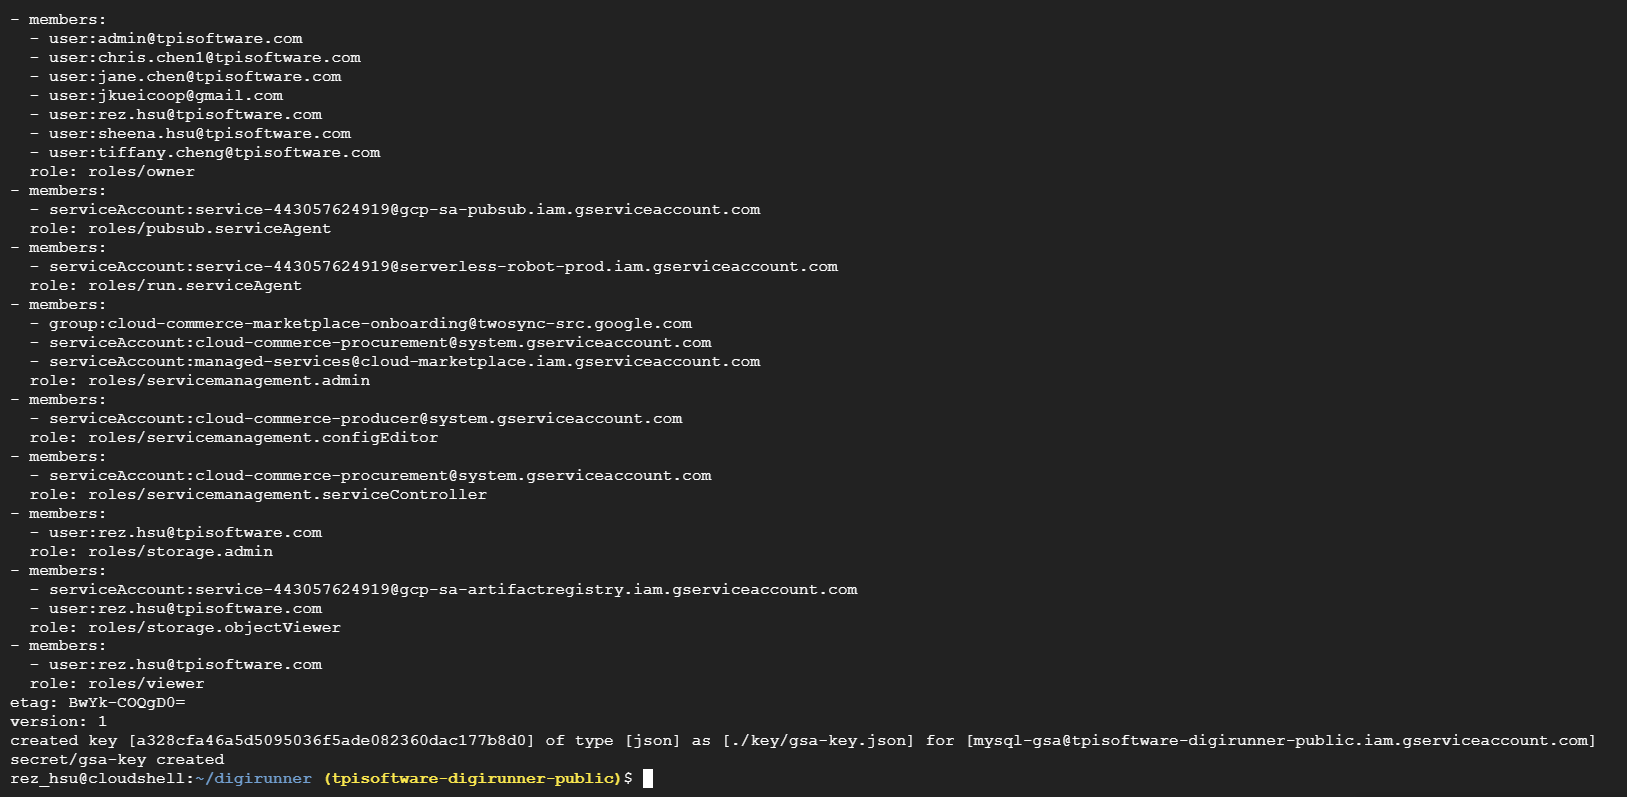 - members:
  - user:admin@tpisoftware.com
  - user:chris.chen1@tpisoftware.com
  - user:jane.chen@tpisoftware.com
  - user:jkueicoop@gmail.com
  - user:rez.hsu@tpisoftware.com
  - user:sheena.hsu@tpisoftware.com
  - user:tiffany.cheng@tpisoftware.com
  role: roles/owner
- members:
  - serviceAccount:service-443057624919@gcp-sa-pubsub.iam.gserviceaccount.com
  role: roles/pubsub.serviceAgent
- members:
  - serviceAccount:service-443057624919@serverless-robot-prod.iam.gserviceaccount.com
  role: roles/run.serviceAgent
- members:
  - group:cloud-commerce-marketplace-onboarding@twosync-src.google.com
  - serviceAccount:cloud-commerce-procurement@system.gserviceaccount.com
  - serviceAccount:managed-services@cloud-marketplace.iam.gserviceaccount.com
  role: roles/servicemanagement.admin
- members:
  - serviceAccount:cloud-commerce-producer@system.gserviceaccount.com
  role: roles/servicemanagement.configEditor
- members:
  - serviceAccount:cloud-commerce-procurement@system.gserviceaccount.com
  role: roles/servicemanagement.serviceController
- members:
  - user:rez.hsu@tpisoftware.com
  role: roles/storage.admin
- members:
  - serviceAccount:service-443057624919@gcp-sa-artifactregistry.iam.gserviceaccount.com
  - user:rez.hsu@tpisoftware.com
  role: roles/storage.objectViewer
- members:
  - user:rez.hsu@tpisoftware.com
  role: roles/viewer
etag: BwYk-COQgD0=
version: 1
created key [a328cfa46a5d5095036f5ade082360dac177b8d0] of type [json] as [./key/gsa-key.json] for [mysql-gsa@tpisoftware-digirunner-public.iam.gserviceaccount.com]
secret/gsa-key created
rez_hsu@cloudshell:~/digirunner (tpisoftware-digirunner-public)$